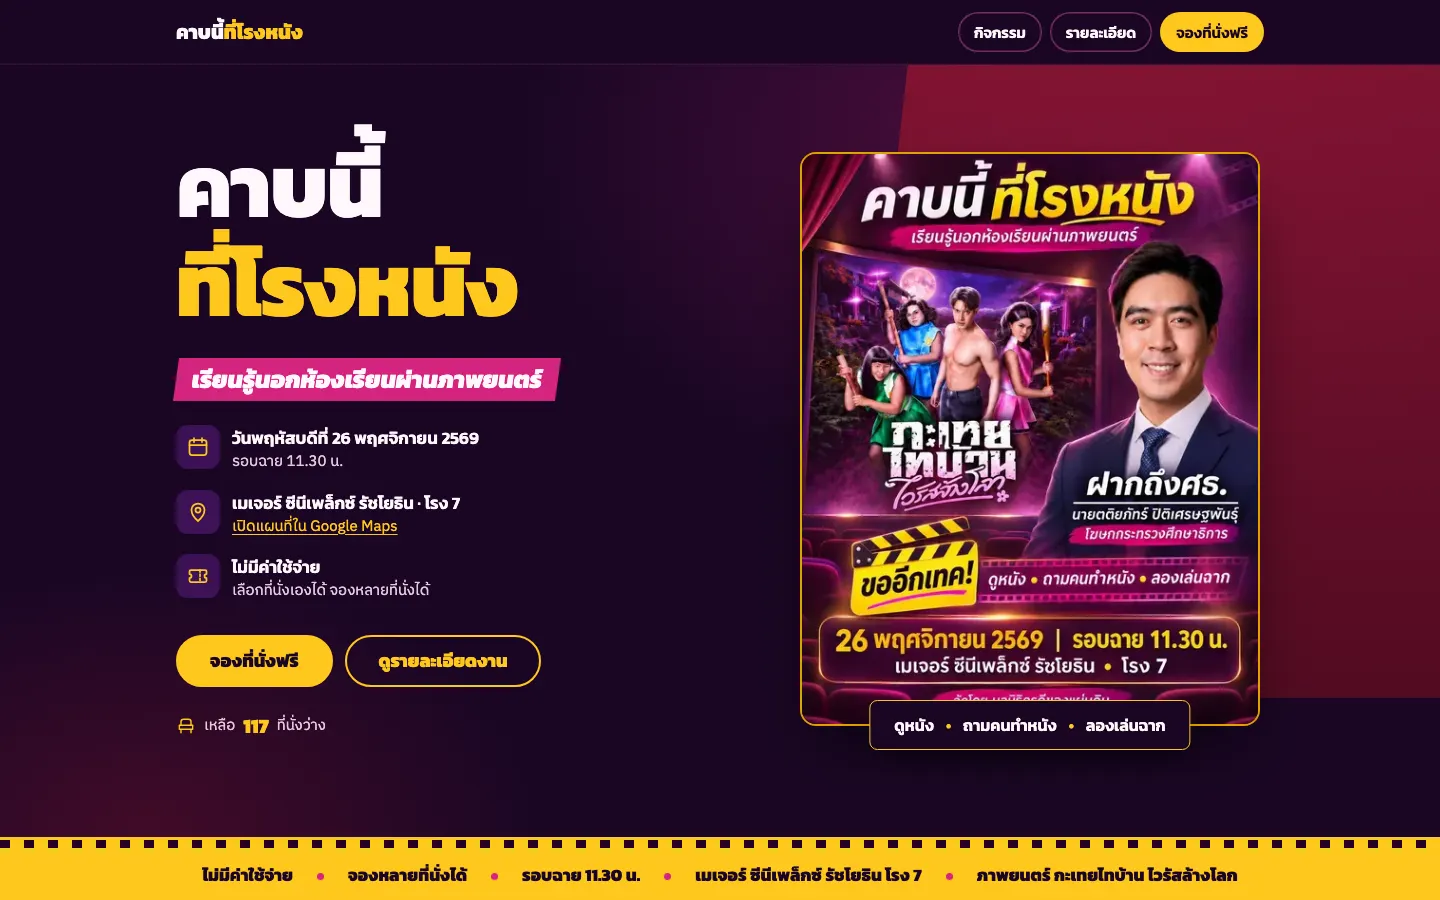 คาบนี้ที่โรงหนัง
กิจกรรม
รายละเอียด
จองที่นั่งฟรี
คาบนี้
ที่โรงหนัง
เรียนรู้นอกห้องเรียนผ่านภาพยนตร์
วันพฤหัสบดีที่ 26 พฤศจิกายน 2569
รอบฉาย 11.30 น.
เมเจอร์ ซีนีเพล็กซ์ รัชโยธิน · โรง 7
เปิดแผนที่ใน Google Maps
ไม่มีค่าใช้จ่าย
เลือกที่นั่งเองได้ จองหลายที่นั่งได้
จองที่นั่งฟรี
ดูรายละเอียดงาน
เหลือ 117 ที่นั่งว่าง
คาบนี้ ที่โรงหนัง
เรียนรู้นอกห้องเรียนผ่านภาพยนตร์
กะเทย
ไทบ้าน
ไวรัสล้างโลก
ฝากถึงศธ.
นายตติยภัทร์ ปิติเศรษฐพันธุ์
โฆษกกระทรวงศึกษาธิการ
ขออีกเทค!
ดูหนัง • ถามคนทำหนัง • ลองเล่นฉาก
26 พฤศจิกายน 2569 | รอบฉาย 11.30 น.
เมเจอร์ ซีนีเพล็กซ์ รัชโยธิน • โรง 7
ดูหนัง • ถามคนทำหนัง • ลองเล่นฉาก
ไม่มีค่าใช้จ่าย • จองหลายที่นั่งได้ • รอบฉาย 11.30 น. • เมเจอร์ ซีนีเพล็กซ์ รัชโยธิน โรง 7 • ภาพยนตร์ กะเทยไทบ้าน ไวรัสล้างโลก